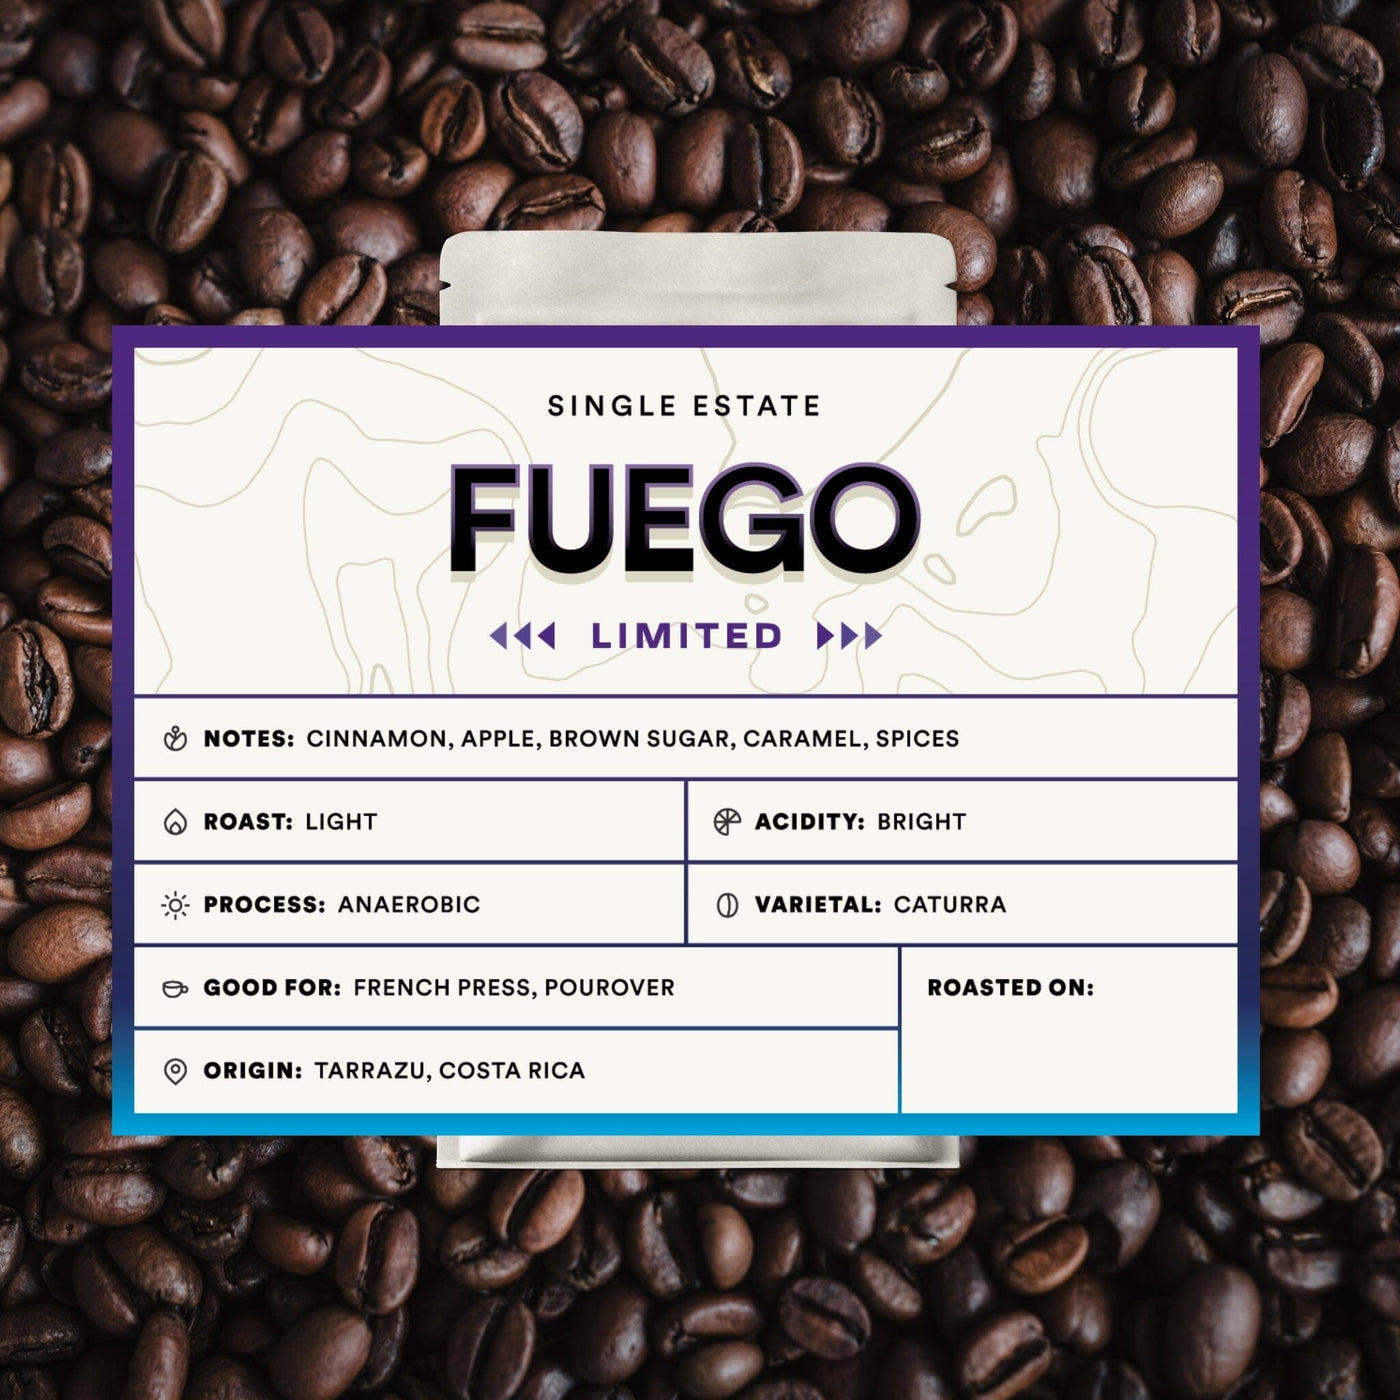 SINGLE ESTATE
FUEGO
LIMITED
NOTES: CINNAMON, APPLE, BROWN SUGAR, CARAMEL, SPICES
ROAST: LIGHT
ACIDITY: BRIGHT
PROCESS: ANAEROBIC
VARIETAL: CATURRA
GOOD FOR: FRENCH PRESS, POUROVER
ROASTED ON:
ORIGIN: TARRAZU, COSTA RICA